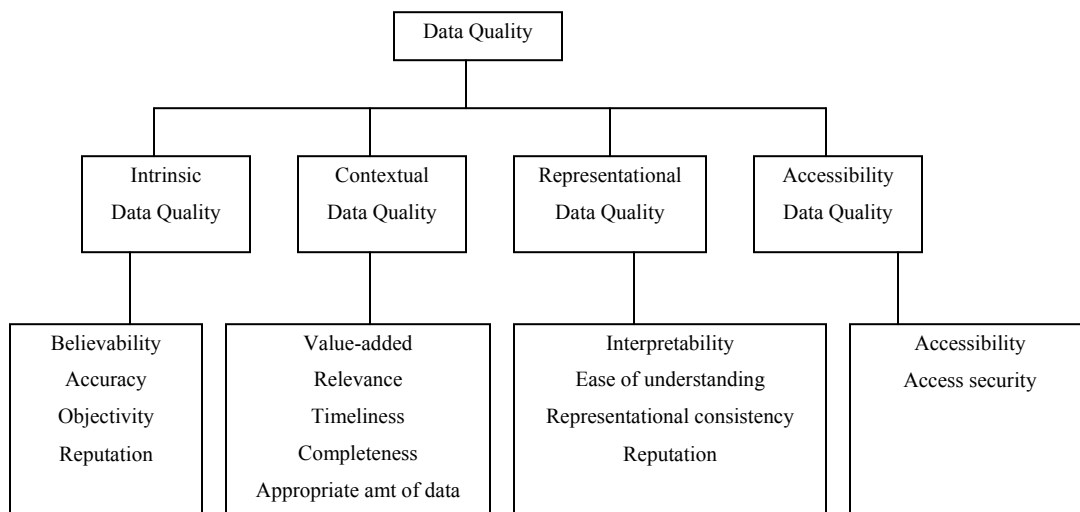 Data Quality
Intrinsic
Data Quality
Contextual
Data Quality
Representational
Data Quality
Accessibility
Data Quality
Believability
Accuracy
Objectivity
Reputation
Value-added
Relevance
Timeliness
Completeness
Appropriate amt of data
Interpretability
Ease of understanding
Representational consistency
Reputation
Accessibility
Access security